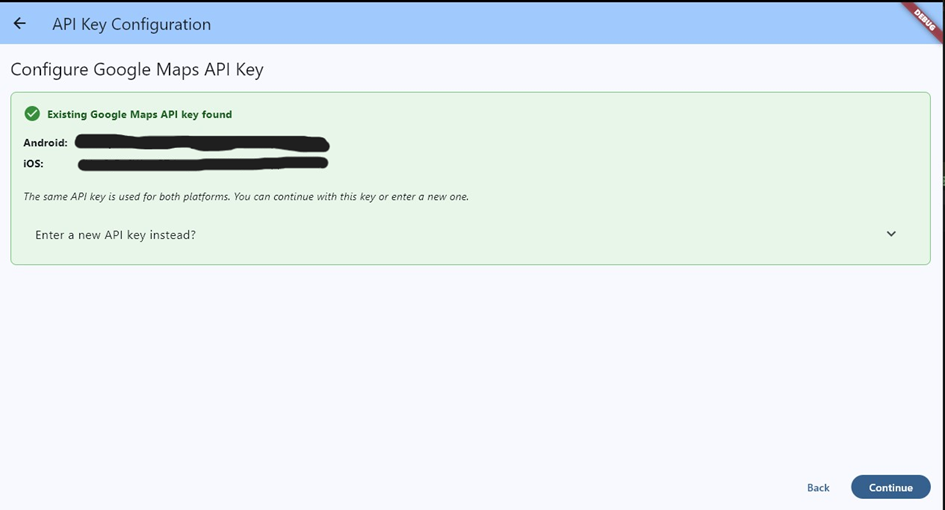 API Key Configuration
DEBUG
Configure Google Maps API Key
Existing Google Maps API key found
Android:
iOS:
The same API key is used for both platforms. You can continue with this key or enter a new one.
Enter a new API key instead?
Back
Continue